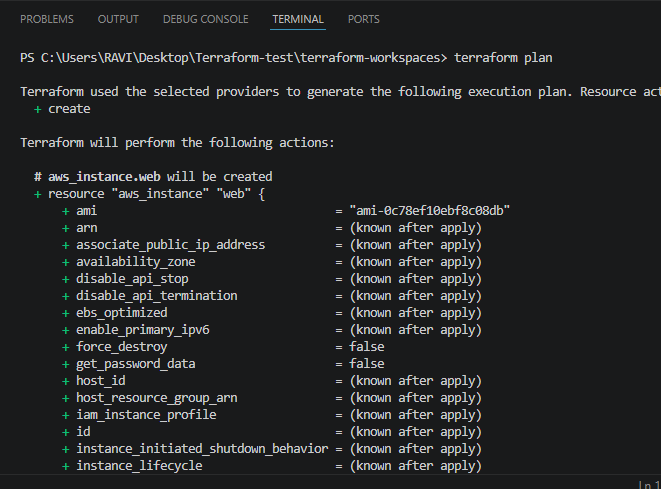 PROBLEMS OUTPUT DEBUG CONSOLE TERMINAL PORTS
PS C:\Users\RAVI\Desktop\Terraform-test\terraform-workspaces> terraform plan
Terraform used the selected providers to generate the following execution plan. Resource act
+ create
Terraform will perform the following actions:
# aws_instance.web will be created
+ resource "aws_instance" "web" {
+ ami = "ami-0c78ef10ebf8c08db"
+ arn = (known after apply)
+ associate_public_ip_address = (known after apply)
+ availability_zone = (known after apply)
+ disable_api_stop = (known after apply)
+ disable_api_termination = (known after apply)
+ ebs_optimized = (known after apply)
+ enable_primary_ipv6 = (known after apply)
+ force_destroy = false
+ get_password_data = false
+ host_id = (known after apply)
+ host_resource_group_arn = (known after apply)
+ iam_instance_profile = (known after apply)
+ id = (known after apply)
+ instance_initiated_shutdown_behavior = (known after apply)
+ instance_lifecycle = (known after apply)
Ln 1